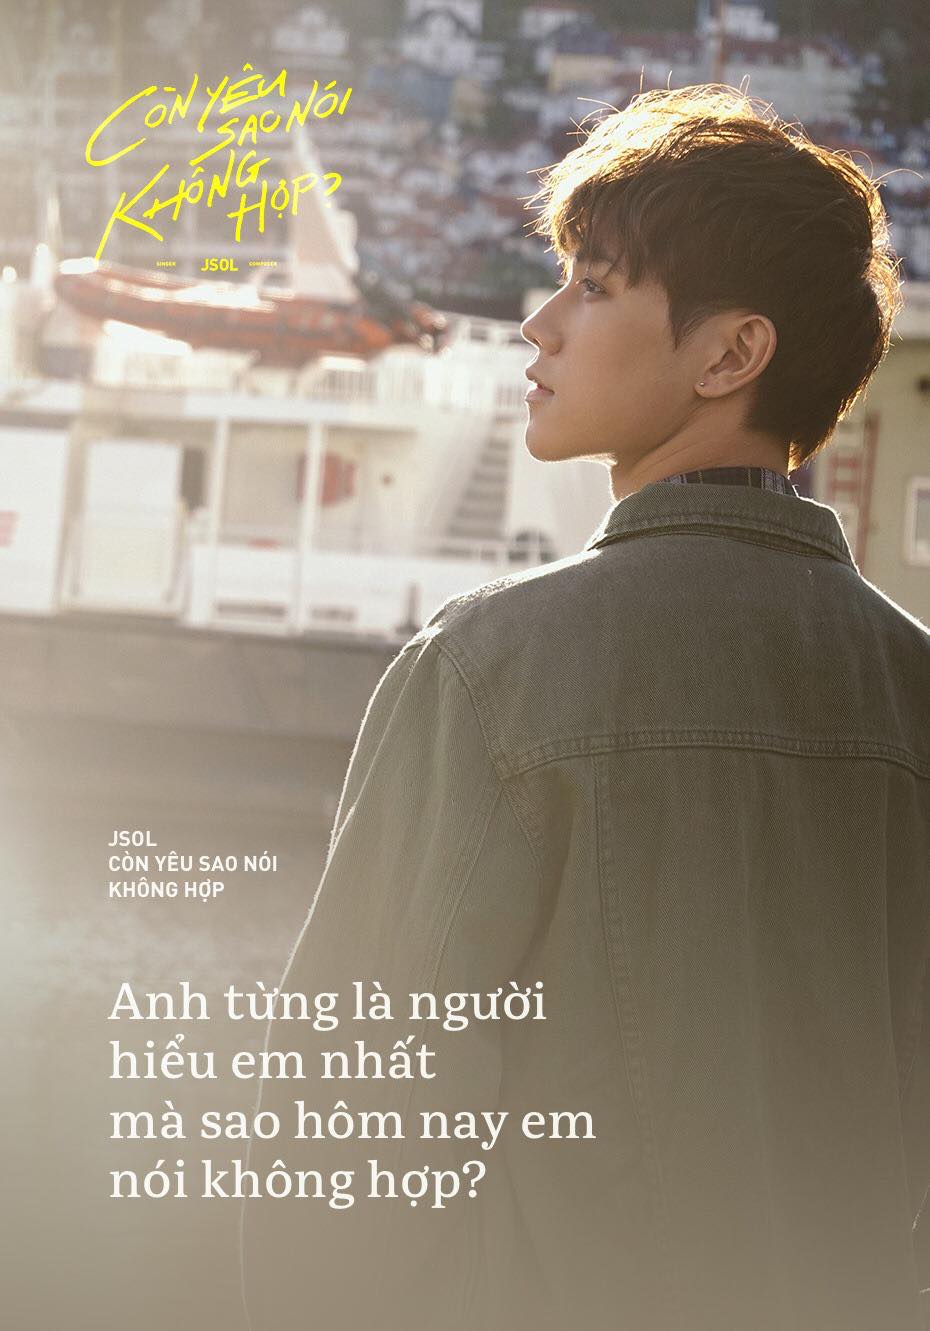 CÒN YÊU
SAO NÓI
KHÔNG
HỢP?
SINGER JSOL COMPOSER
JSOL
CÒN YÊU SAO NÓI
KHÔNG HỢP
Anh từng là người
hiểu em nhất
mà sao hôm nay em
nói không hợp?